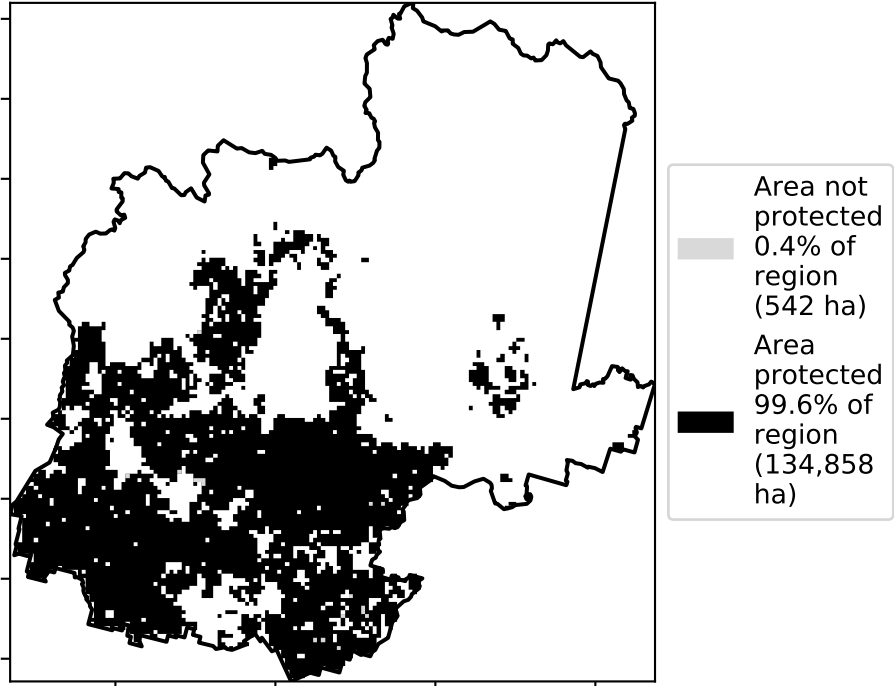 Area not
protected
0.4% of
region
(542 ha)
Area
protected
99.6% of
region
(134,858
ha)